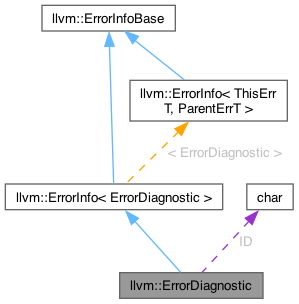 llvm::ErrorInfoBase
llvm::ErrorInfo< ThisErr
T, ParentErrT >
< ErrorDiagnostic >
llvm::ErrorInfo< ErrorDiagnostic >
char
ID
llvm::ErrorDiagnostic